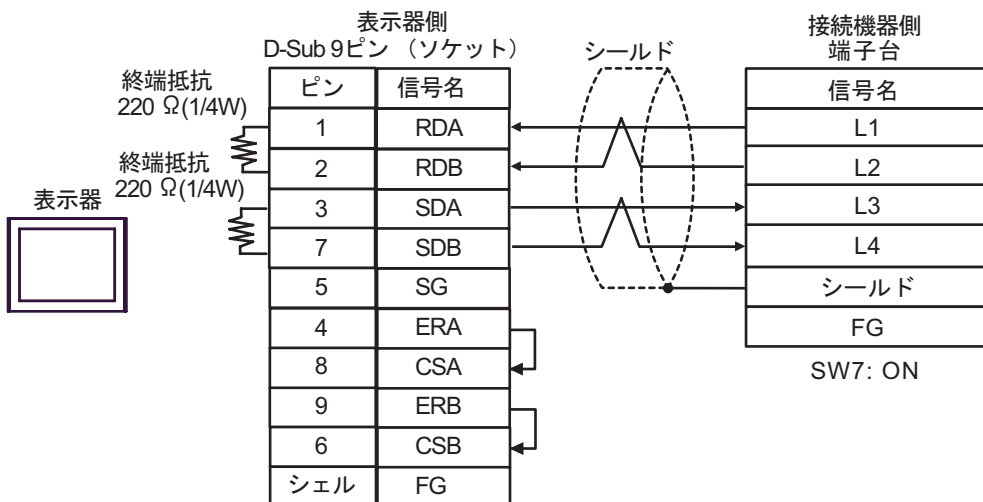 表示器側
D-Sub 9ピン （ソケット）
シールド
接続機器側
端子台
終端抵抗
220 Ω(1/4W)
終端抵抗
220 Ω(1/4W)
表示器
ピン 信号名
1 RDA
2 RDB
3 SDA
7 SDB
5 SG
4 ERA
8 CSA
9 ERB
6 CSB
シェル FG
信号名
L1
L2
L3
L4
シールド
FG
SW7: ON